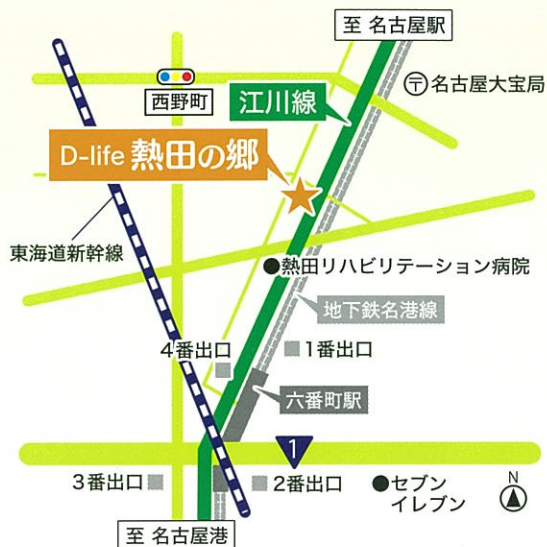 至 名古屋駅
〒名古屋大宝局
西野町
江川線
D-life 熱田の郷
東海道新幹線
●熱田リハビリテーション病院
地下鉄名港線
4番出口
1番出口
六番町駅
1
3番出口
2番出口
●セブン
イレブン
N
至 名古屋港